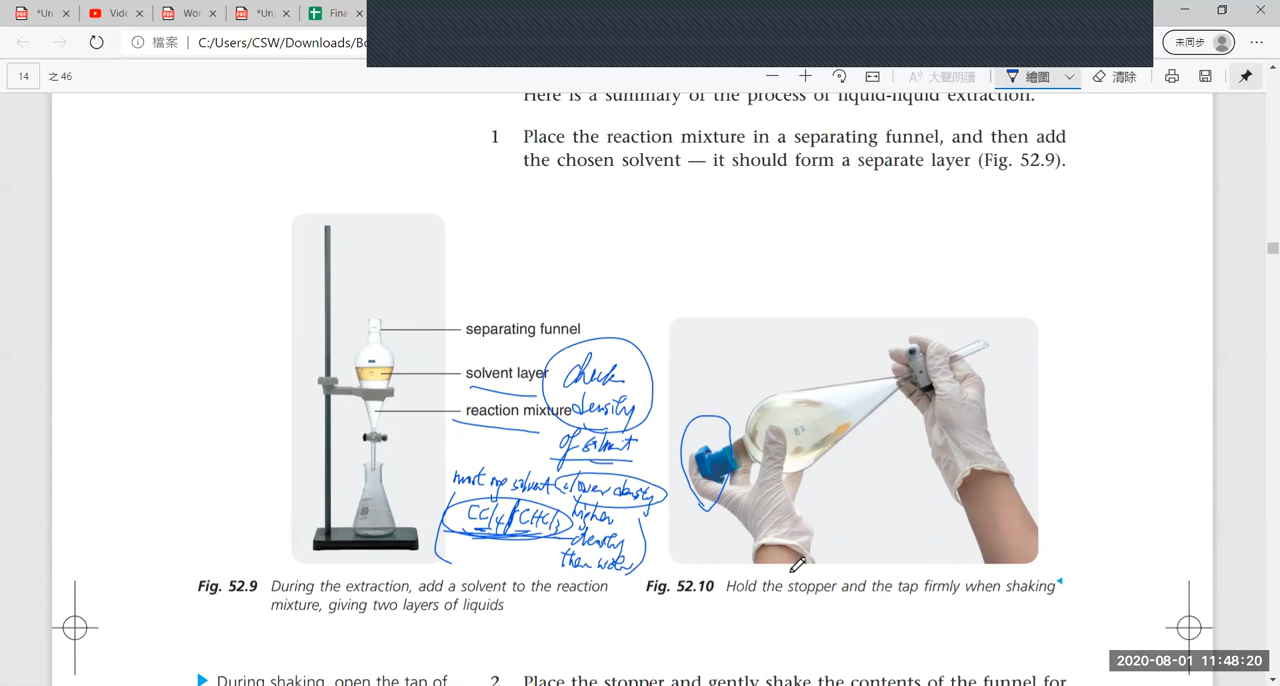 *Un
Vide
Wor
*Un
Fina
檔案
C:/Users/CSW/Downloads/Bo
未同步
14
之 46
大聲朗讀
繪圖
清除
Here is a summary of the process of liquid-liquid extraction.
1 Place the reaction mixture in a separating funnel, and then add
the chosen solvent — it should form a separate layer (Fig. 52.9).
separating funnel
solvent layer
reaction mixture
check
density
of solvent
most org solvent lower density
CCl4/CHCl3 higher
density
than water
Fig. 52.9 During the extraction, add a solvent to the reaction
mixture, giving two layers of liquids
Fig. 52.10 Hold the stopper and the tap firmly when shaking
2020-08-01 11:48:20
During shaking, open the tap of
2 Place the stopper and gently shake the contents of the funnel for